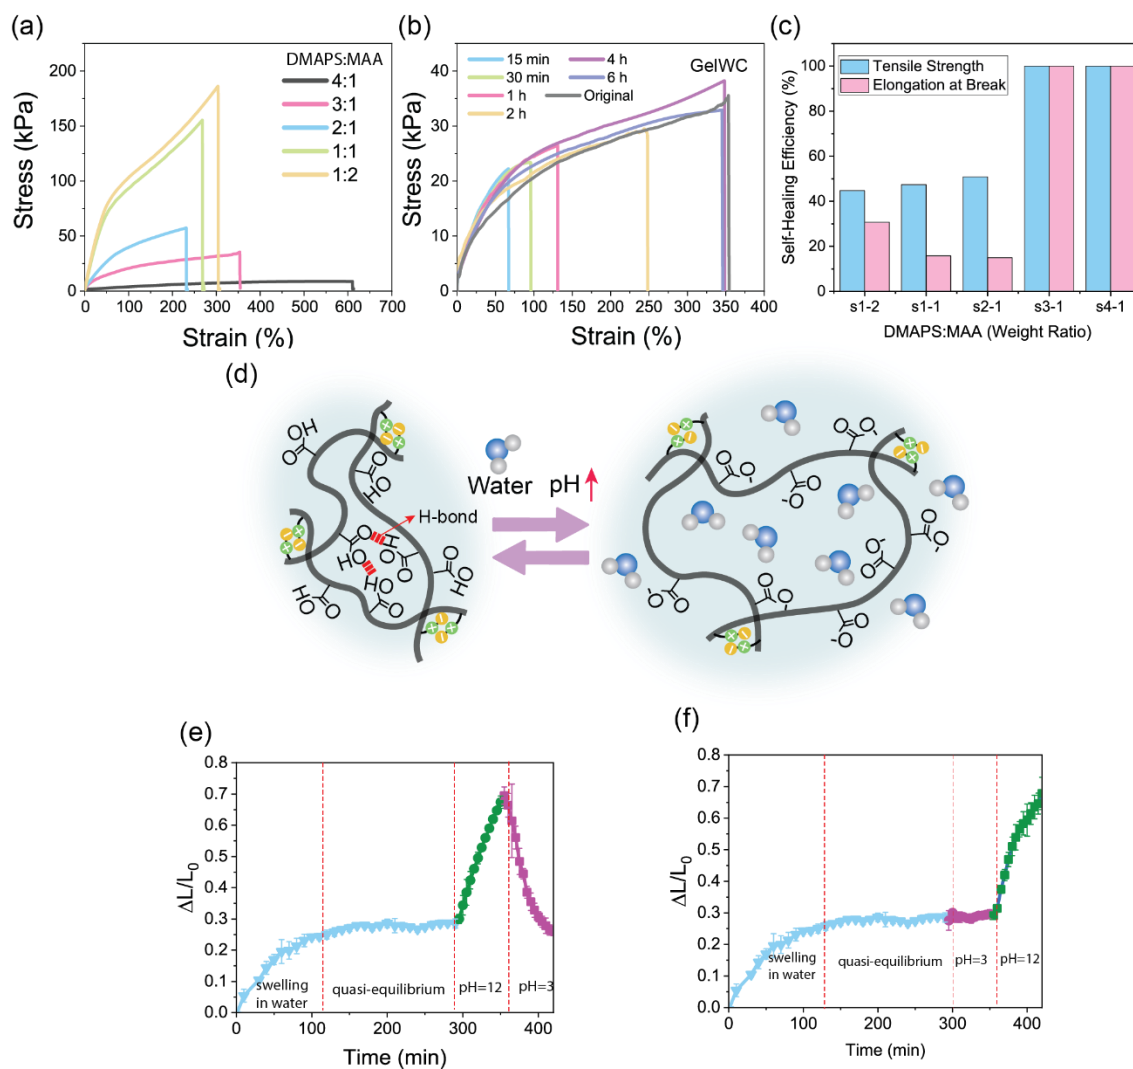 (a)
DMAPS:MAA
4:1
3:1
2:1
1:1
1:2
200
150
100
50
0
Stress (kPa)
0 100 200 300 400 500 600 700
Strain (%)
(b)
15 min
30 min
1 h
2 h
4 h
6 h
Original
GelWC
40
30
20
10
0
Stress (kPa)
0 50 100 150 200 250 300 350 400
Strain (%)
(c)
Tensile Strength
Elongation at Break
100
80
60
40
20
0
Self-Healing Efficiency (%)
s1-2 s1-1 s2-1 s3-1 s4-1
DMAPS:MAA (Weight Ratio)
(d)
Water pH
H-bond
(e)
0.8
0.7
0.6
0.5
0.4
0.3
0.2
0.1
0.0
ΔL/L0
swelling
in water
quasi-equilibrium
pH=12
pH=3
0 100 200 300 400
Time (min)
(f)
0.8
0.7
0.6
0.5
0.4
0.3
0.2
0.1
0.0
ΔL/L0
swelling
in water
quasi-equilibrium
pH=3
pH=12
0 100 200 300 400
Time (min)